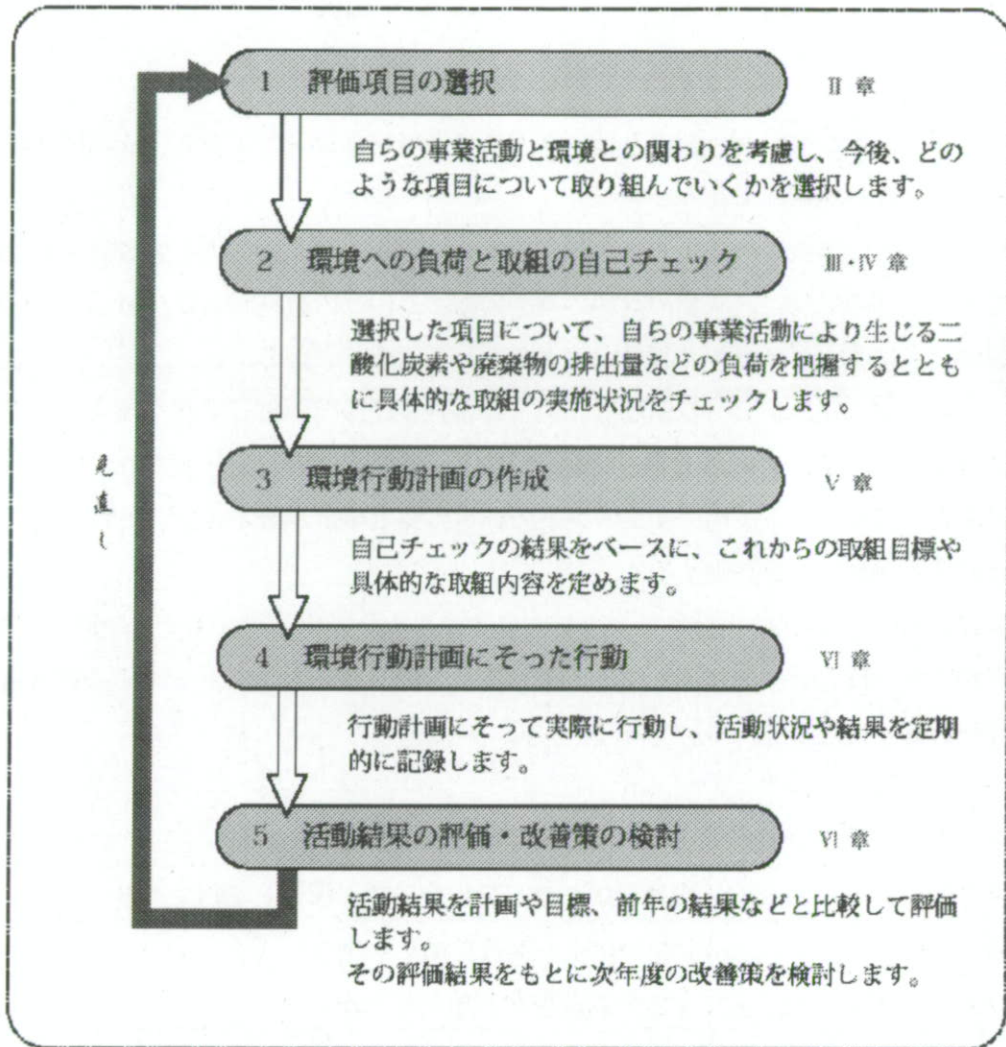 1 評価項目の選択
II 章
自らの事業活動と環境との関わりを考慮し、今後、どの
ような項目について取り組んでいくかを選択します。
2 環境への負荷と取組の自己チェック
III・IV 章
選択した項目について、自らの事業活動により生じる二
酸化炭素や廃棄物の排出量などの負荷を把握するととも
に具体的な取組の実施状況をチェックします。
3 環境行動計画の作成
V 章
自己チェックの結果をベースに、これからの取組目標や
具体的な取組内容を定めます。
見直し
4 環境行動計画にそった行動
VI 章
行動計画にそって実際に行動し、活動状況や結果を定期
的に記録します。
5 活動結果の評価・改善策の検討
VI 章
活動結果を計画や目標、前年の結果などと比較して評価
します。
その評価結果をもとに次年度の改善策を検討します。